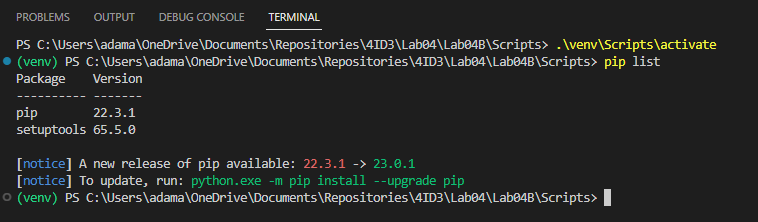 PROBLEMS OUTPUT DEBUG CONSOLE TERMINAL
PS C:\Users\adama\OneDrive\Documents\Repositories\4ID3\Lab04\Lab04B\Scripts> .\venv\Scripts\activate
(venv) PS C:\Users\adama\OneDrive\Documents\Repositories\4ID3\Lab04\Lab04B\Scripts> pip list
Package    Version
---------- -------
pip        22.3.1
setuptools 65.5.0
[notice] A new release of pip available: 22.3.1 -> 23.0.1
[notice] To update, run: python.exe -m pip install --upgrade pip
(venv) PS C:\Users\adama\OneDrive\Documents\Repositories\4ID3\Lab04\Lab04B\Scripts>